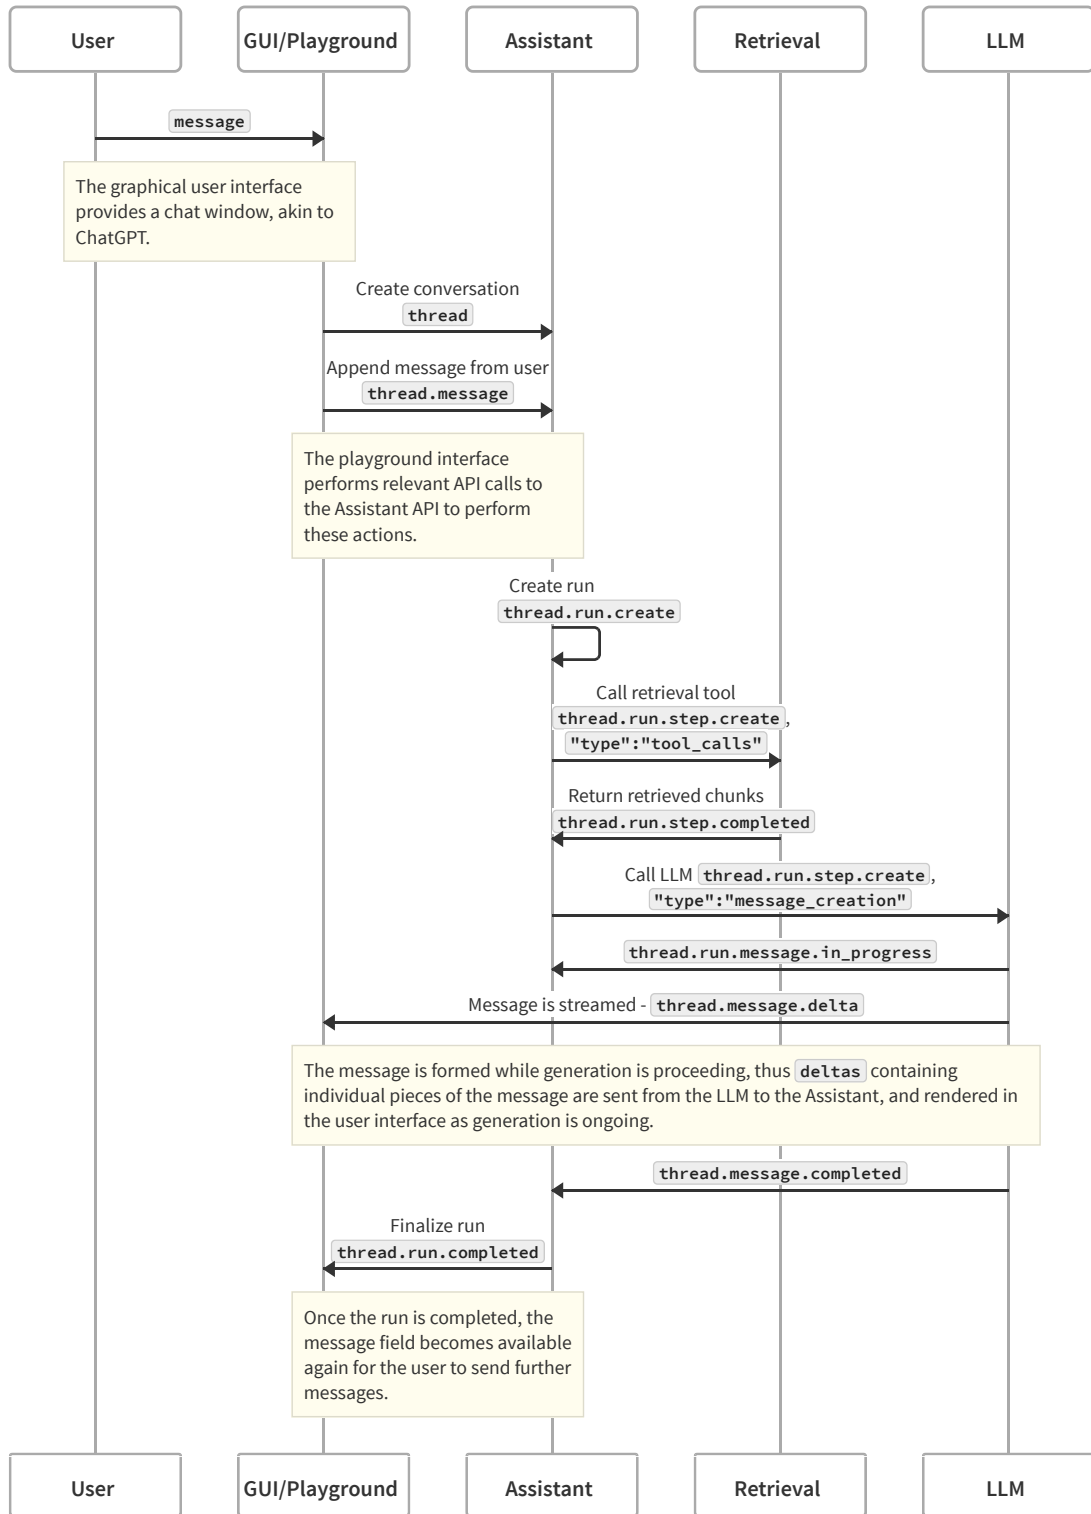 User
GUI/Playground
Assistant
Retrieval
LLM
message
The graphical user interface
provides a chat window, akin to
ChatGPT.
Create conversation
thread
Append message from user
thread.message
The playground interface
performs relevant API calls to
the Assistant API to perform
these actions.
Create run
thread.run.create
Call retrieval tool
thread.run.step.create,
"type":"tool_calls"
Return retrieved chunks
thread.run.step.completed
Call LLM thread.run.step.create,
"type":"message_creation"
thread.run.message.in_progress
Message is streamed - thread.message.delta
The message is formed while generation is proceeding, thus deltas containing
individual pieces of the message are sent from the LLM to the Assistant, and rendered in
the user interface as generation is ongoing.
thread.message.completed
Finalize run
thread.run.completed
Once the run is completed, the
message field becomes available
again for the user to send further
messages.
User
GUI/Playground
Assistant
Retrieval
LLM